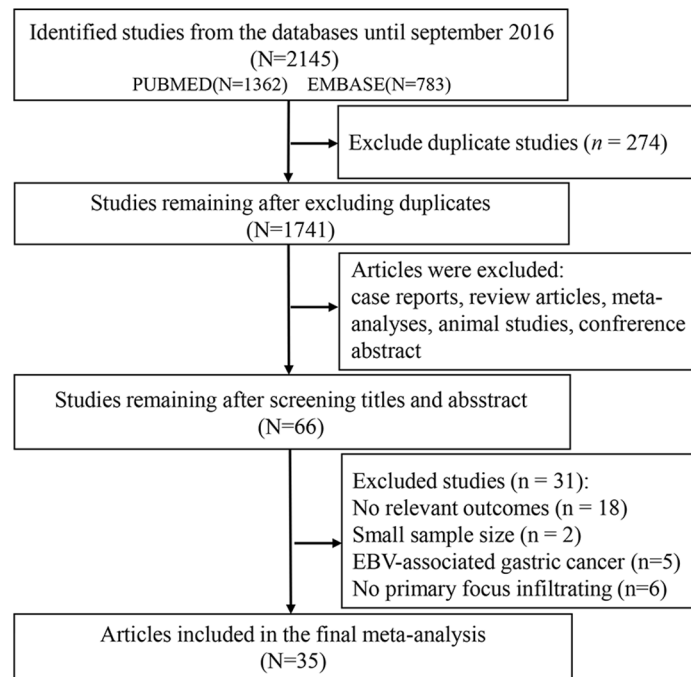 Identified studies from the databases until september 2016
(N=2145)
PUBMED(N=1362) EMBASE(N=783)
Exclude duplicate studies (n = 274)
Studies remaining after excluding duplicates
(N=1741)
Articles were excluded:
case reports, review articles, meta-
analyses, animal studies, confrerence
abstract
Studies remaining after screening titles and absstract
(N=66)
Excluded studies (n = 31):
No relevant outcomes (n = 18)
Small sample size (n = 2)
EBV-associated gastric cancer (n=5)
No primary focus infiltrating (n=6)
Articles included in the final meta-analysis
(N=35)